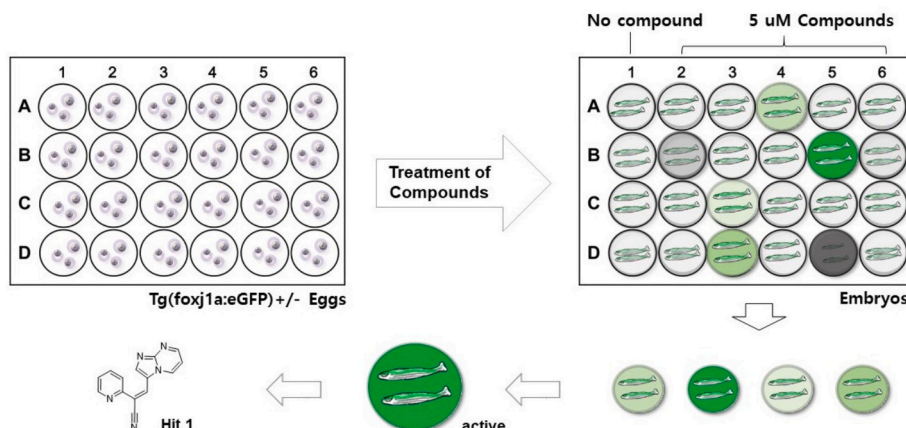 No compound 5 uM Compounds
1 2 3 4 5 6
1 2 3 4 5 6
A
B
C
D
Treatment of
Compounds
A
B
C
D
Tg(foxj1a:eGFP)+/- Eggs
Embryos
N
N
N
N
N
Hit 1
active